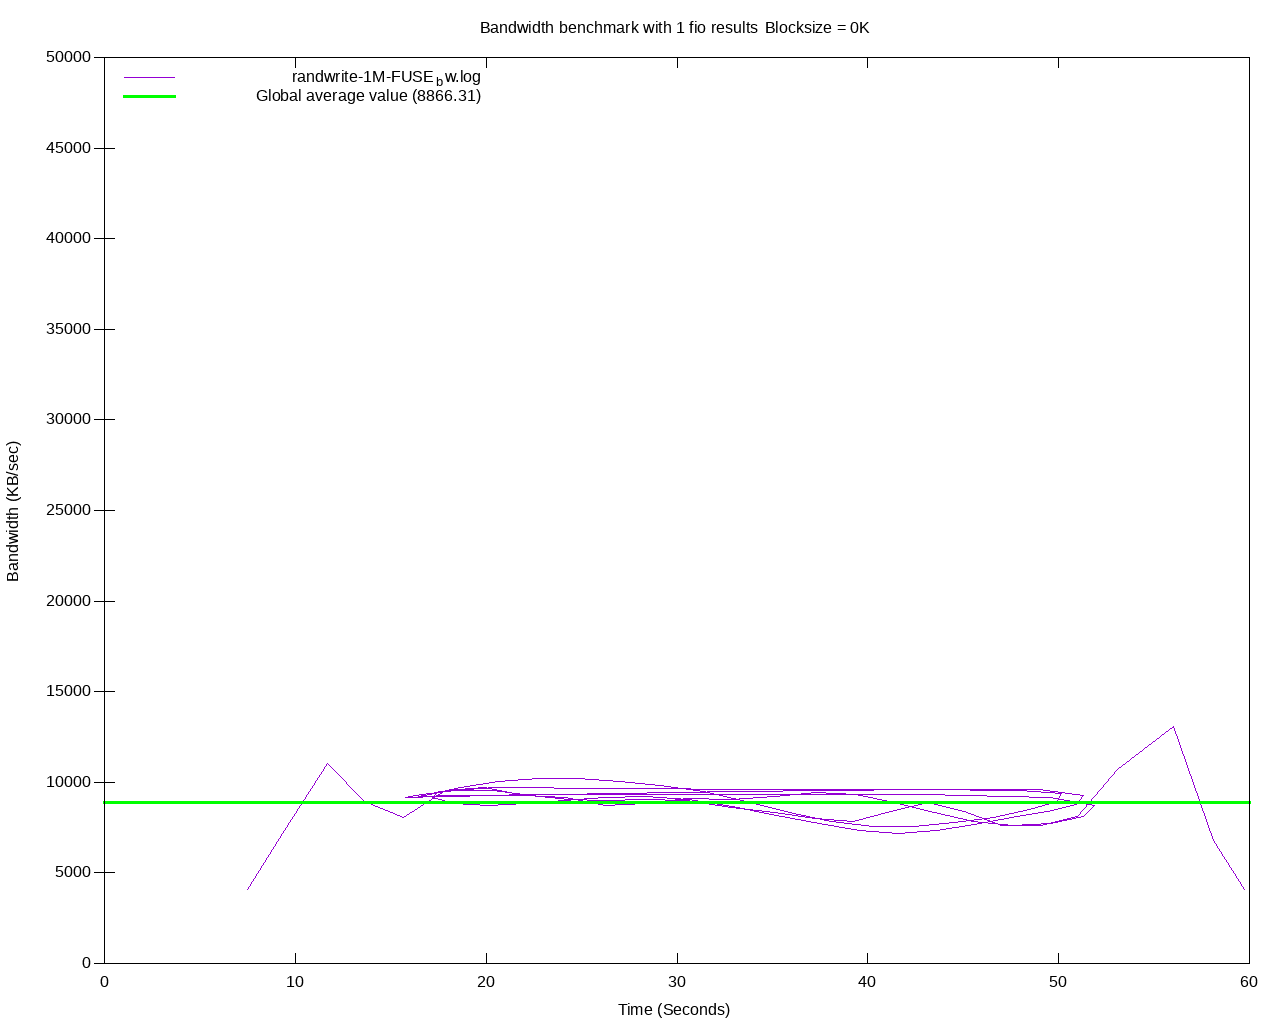 Bandwidth benchmark with 1 fio results Blocksize = 0K
randwrite-1M-FUSE_bw.log
Global average value (8866.31)
50000
45000
40000
35000
30000
25000
20000
15000
10000
5000
0
Bandwidth (KB/sec)
0 10 20 30 40 50 60
Time (Seconds)